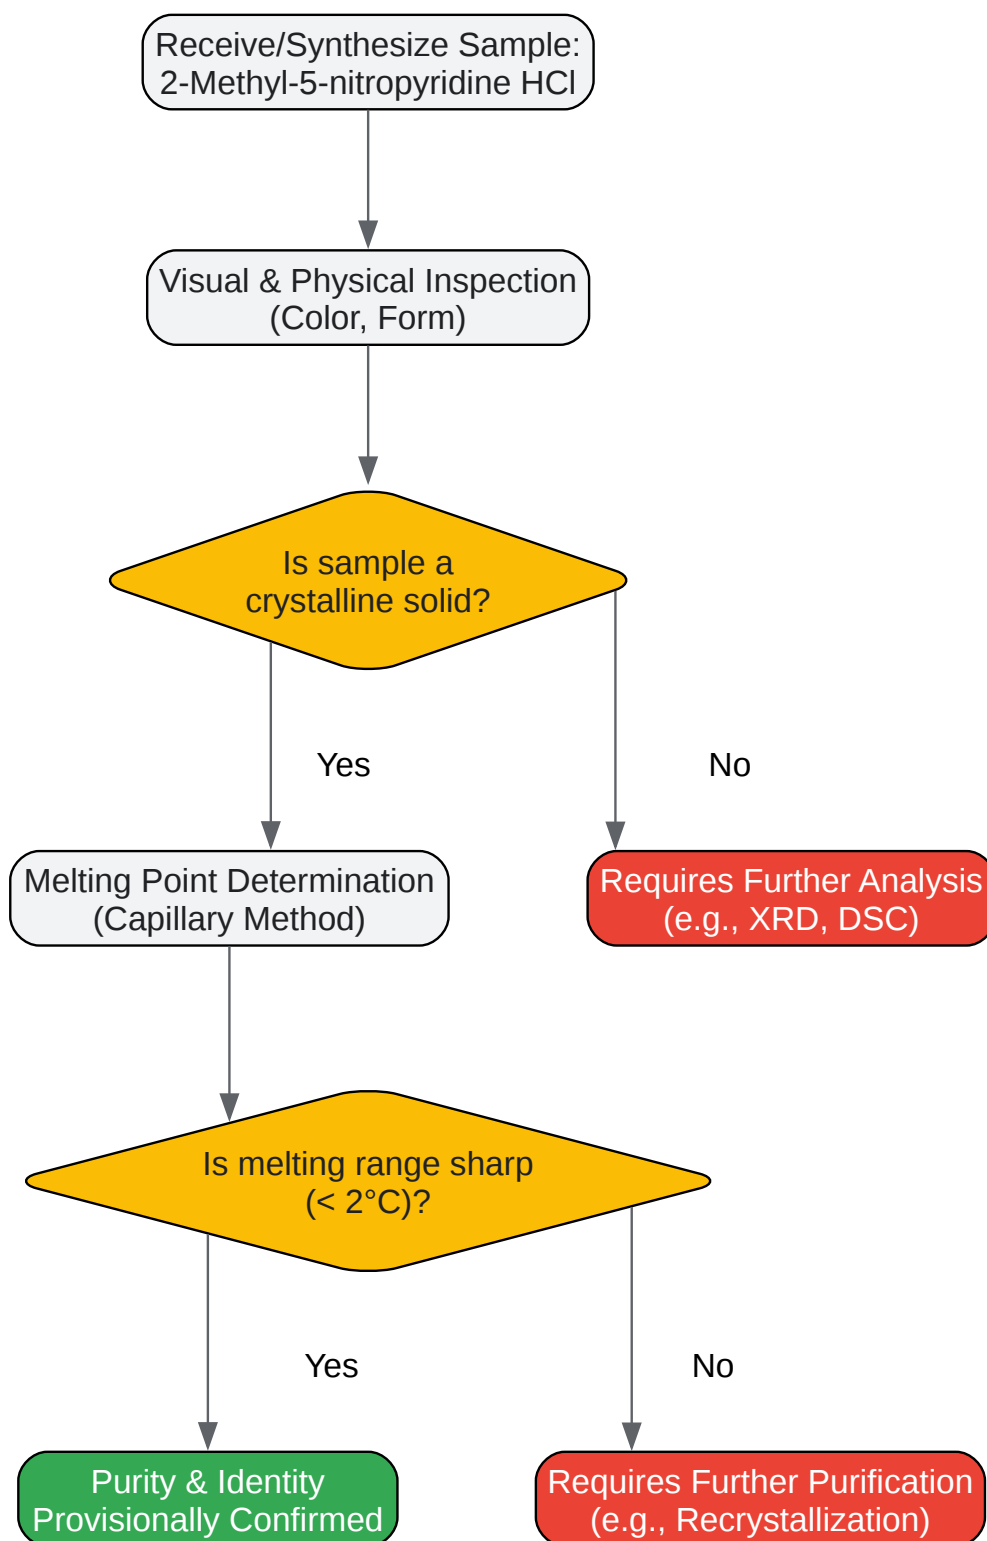 Receive/Synthesize Sample:
2-Methyl-5-nitropyridine HCl
Visual & Physical Inspection
(Color, Form)
Is sample a
crystalline solid?
Yes
No
Melting Point Determination
(Capillary Method)
Requires Further Analysis
(e.g., XRD, DSC)
Is melting range sharp
(< 2°C)?
Yes
No
Purity & Identity
Provisionally Confirmed
Requires Further Purification
(e.g., Recrystallization)